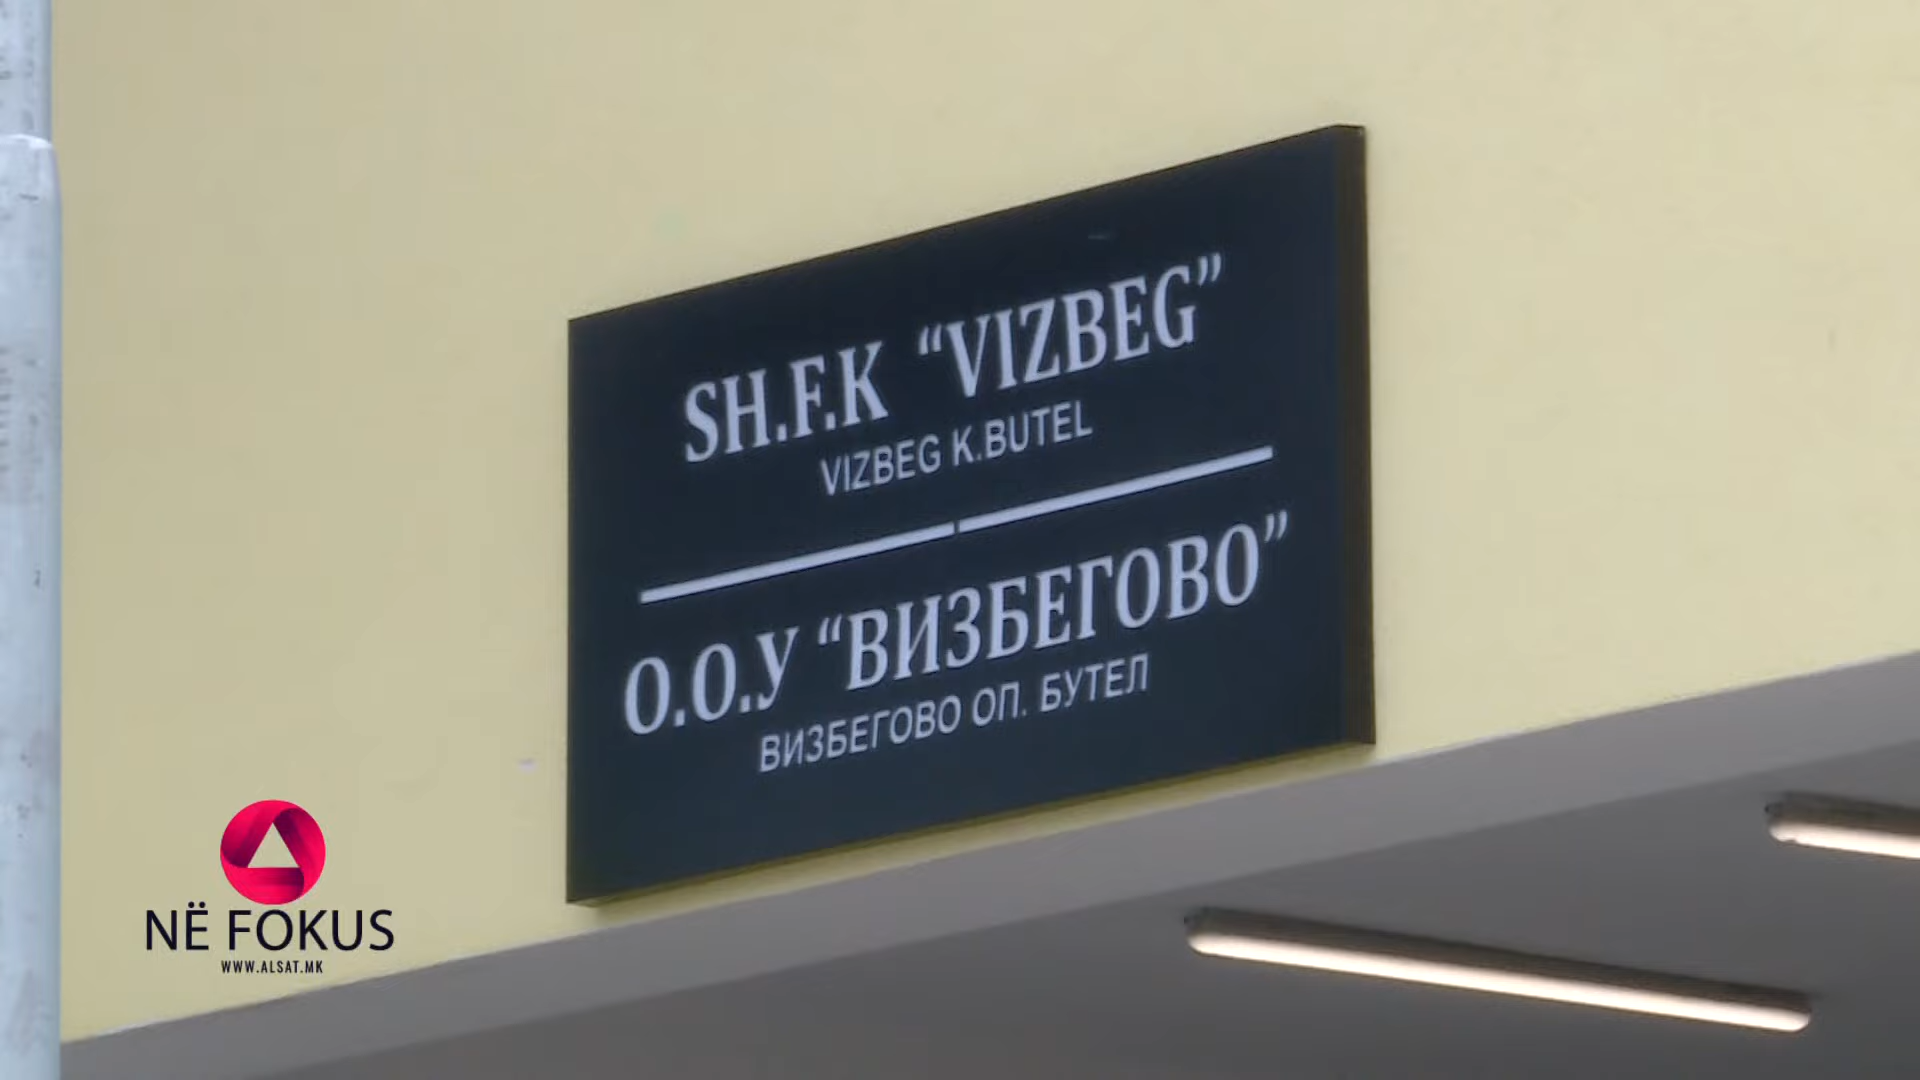 SH.F.K “VIZBEG”
VIZBEG K.BUTEL
О.О.У “ВИЗБЕГОВО”
ВИЗБЕГОВО ОП. БУТЕЛ
NË FOKUS
WWW.ALSAT.MK